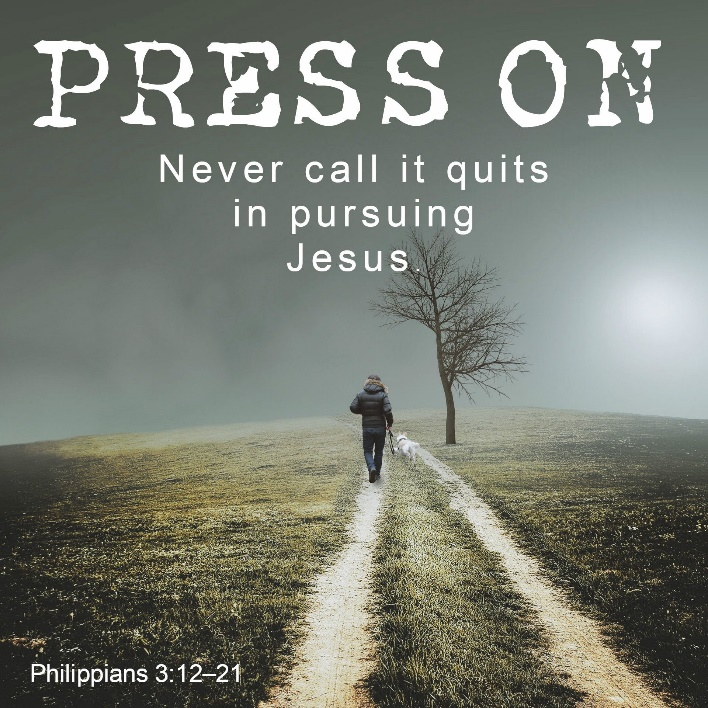 PRESS ON
Never call it quits
in pursuing
Jesus.
Philippians 3:12–21